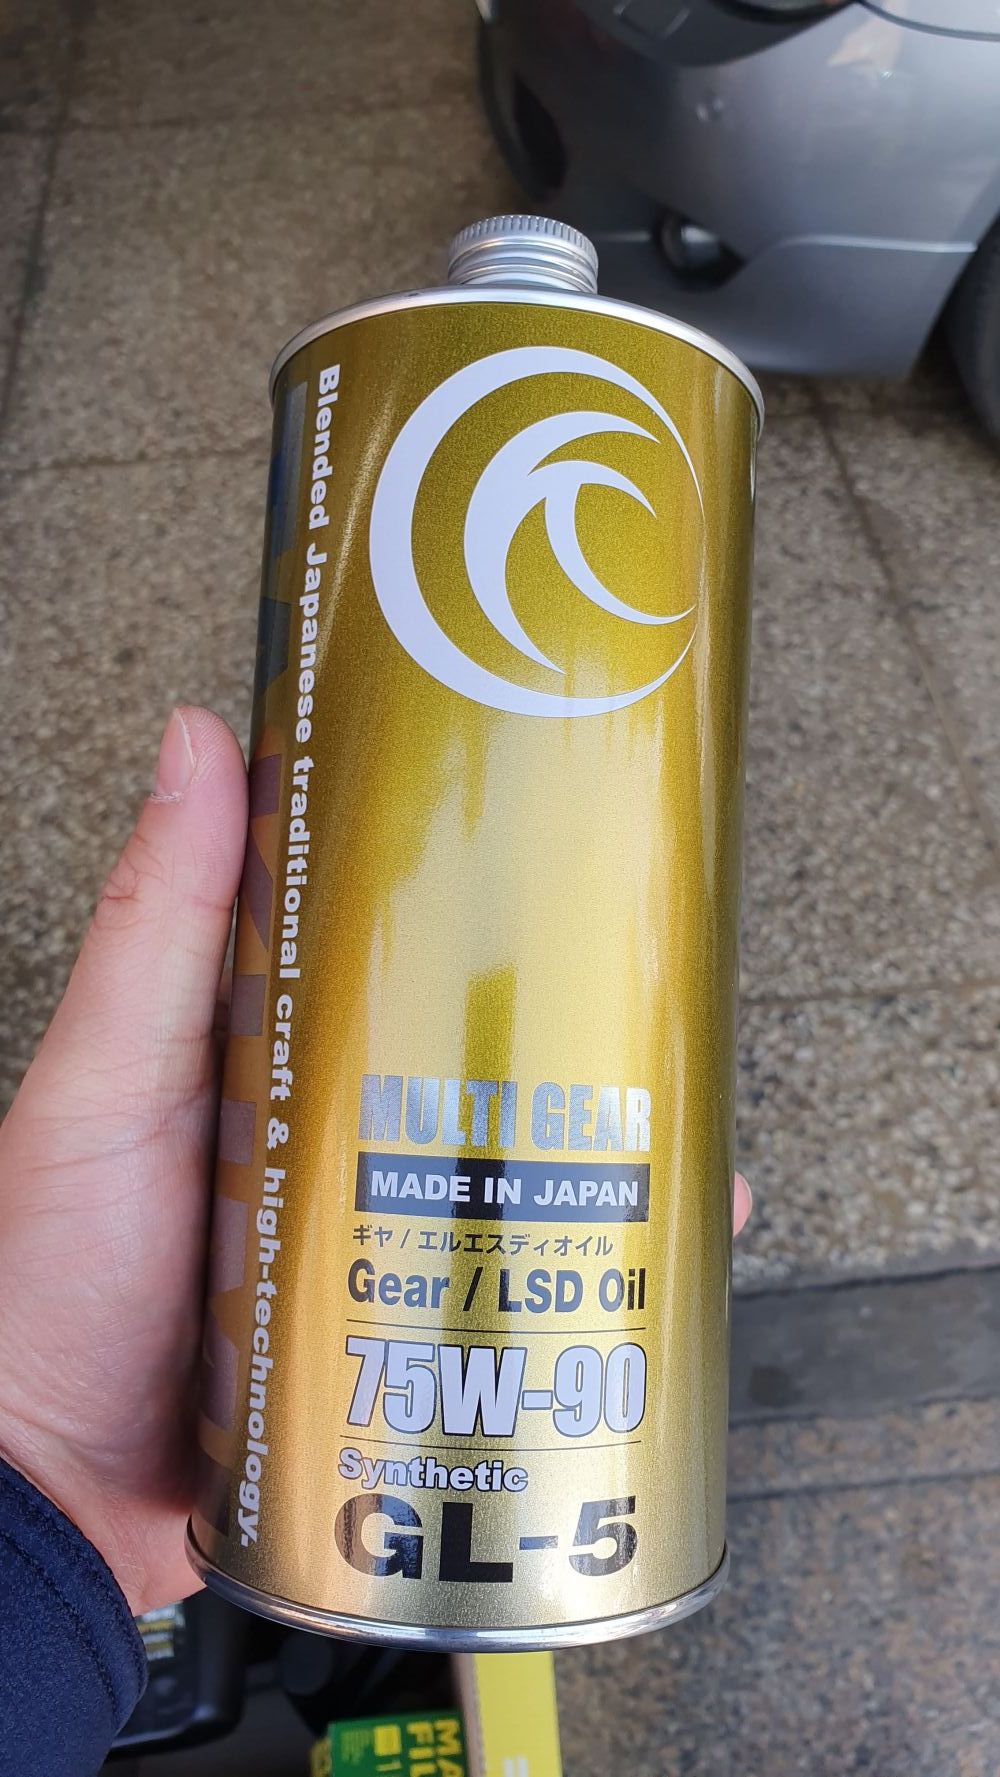 Blended Japanese traditional craft & high-technology.
MULTI GEAR
MADE IN JAPAN
ギヤ / エルエスディオイル
Gear / LSD Oil
75W-90
Synthetic
GL-5